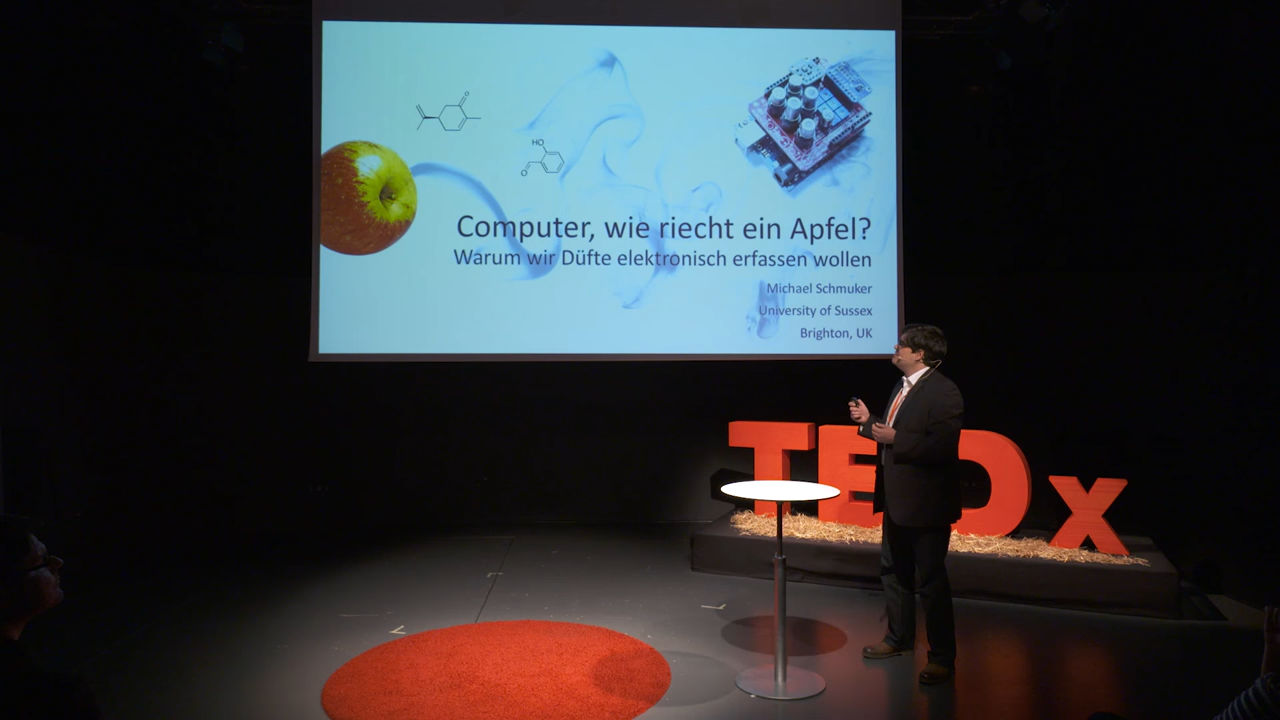 O
HO
O
Computer, wie riecht ein Apfel?
Warum wir Düfte elektronisch erfassen wollen
Michael Schmuker
University of Sussex
Brighton, UK
TEDx